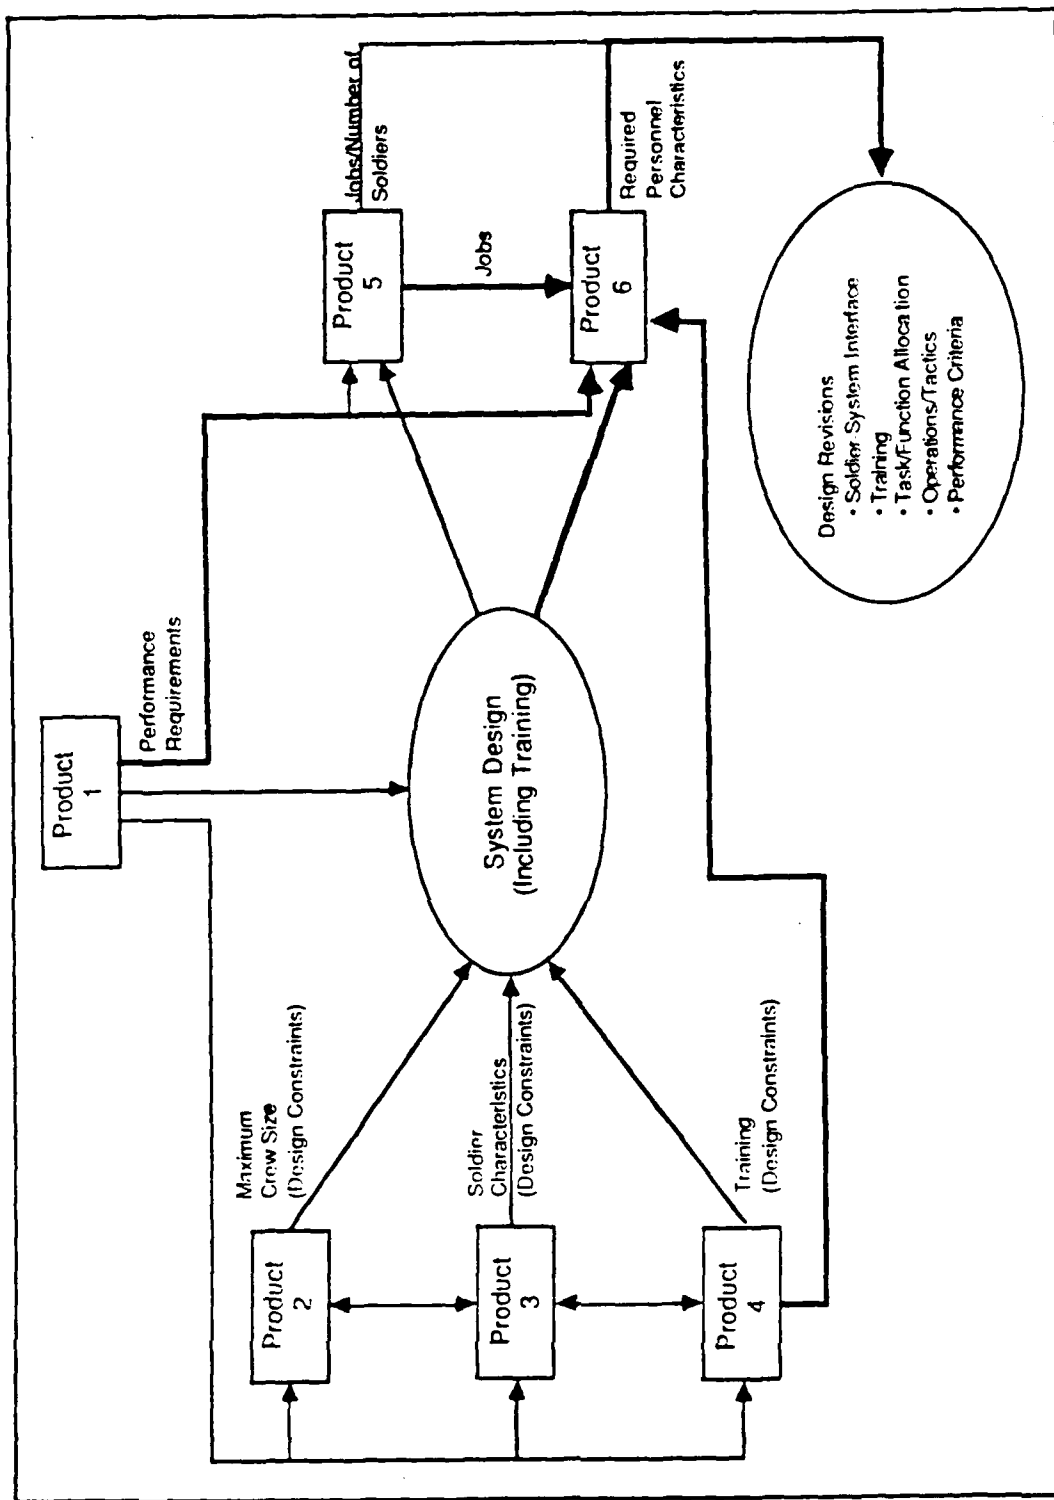 Product
1
Performance
Requirements
Maximum
Crew Size
(Design Constraints)
Product
2
Soldier
Characteristics
(Design Constraints)
Product
3
Training
(Design Constraints)
Product
4
System Design
(Including Training)
Jobs/Number of
Soldiers
Product
5
Jobs
Product
6
Required
Personnel
Characteristics
Design Revisions
• Soldier-System Interface
• Training
• Task/Function Allocation
• Operations/Tactics
• Performance Criteria